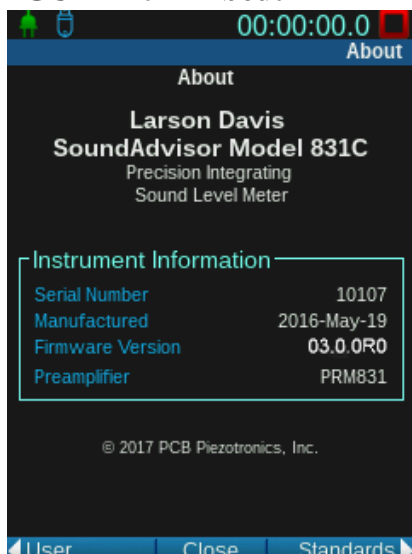 00:00:00.0
About
About
Larson Davis
SoundAdvisor Model 831C
Precision Integrating
Sound Level Meter
Instrument Information
Serial Number 10107
Manufactured 2016-May-19
Firmware Version 03.0.0R0
Preamplifier PRM831
© 2017 PCB Piezotronics, Inc.
User Close Standards